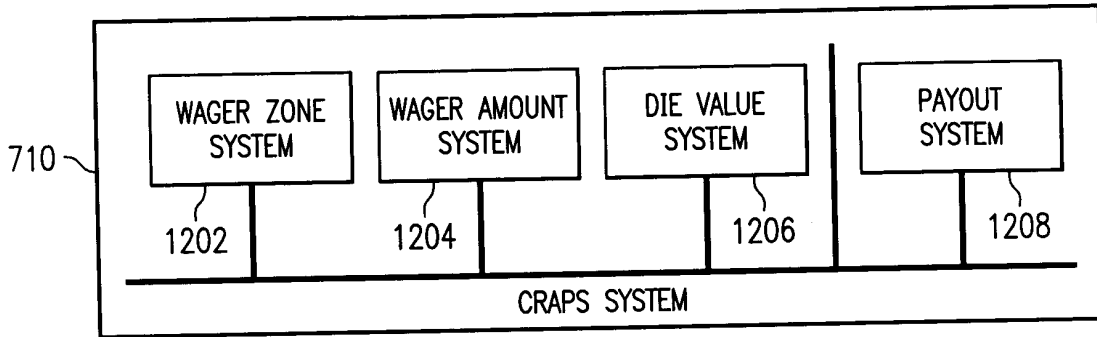 WAGER ZONE
SYSTEM
WAGER AMOUNT
SYSTEM
DIE VALUE
SYSTEM
PAYOUT
SYSTEM
710
1202
1204
1206
1208
CRAPS SYSTEM